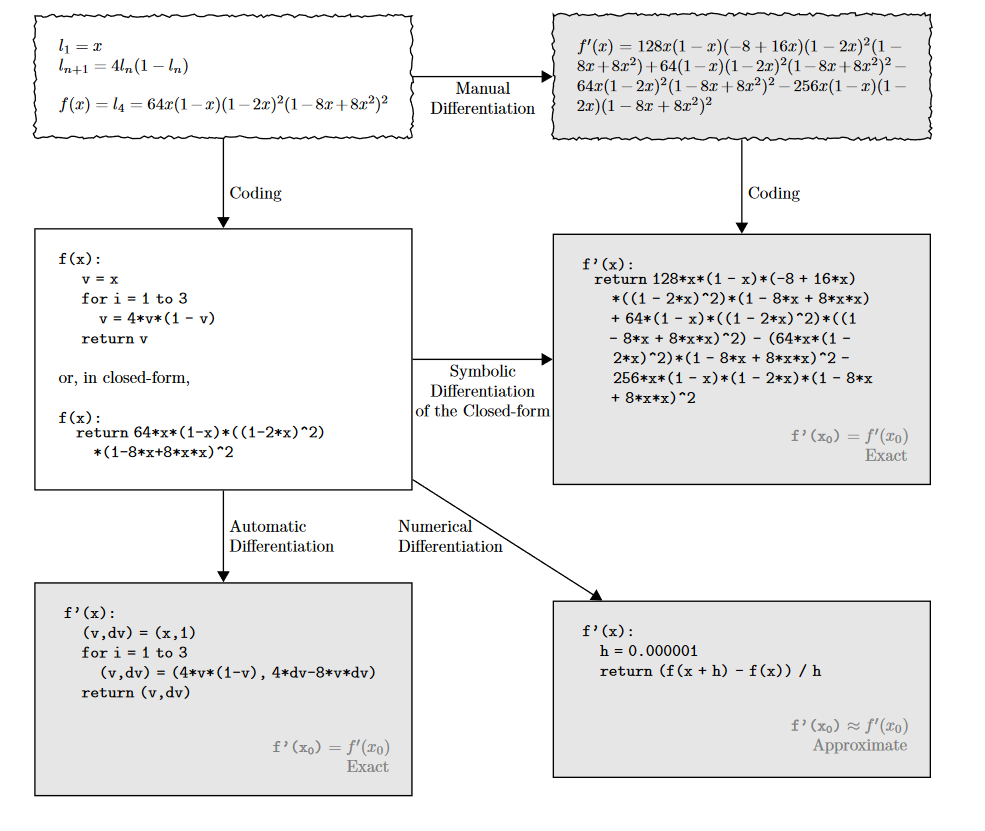 l₁ = x
lₙ₊₁ = 4lₙ(1 − lₙ)
f(x) = l₄ = 64x(1−x)(1−2x)²(1−8x+8x²)²
Manual
Differentiation
f′(x) = 128x(1 − x)(−8 + 16x)(1 − 2x)²(1 −
8x+8x²)+64(1−x)(1−2x)²(1−8x+8x²)² −
64x(1 − 2x)²(1 − 8x + 8x²)² − 256x(1 − x)(1 −
2x)(1 − 8x + 8x²)²
Coding
Coding
f(x):
v = x
for i = 1 to 3
v = 4*v*(1 - v)
return v
or, in closed-form,
f(x):
return 64*x*(1-x)*((1-2*x)^2)
*(1-8*x+8*x*x)^2
Symbolic
Differentiation
of the Closed-form
f'(x):
return 128*x*(1 - x)*(-8 + 16*x)
*((1 - 2*x)^2)*(1 - 8*x + 8*x*x)
+ 64*(1 - x)*((1 - 2*x)^2)*((1
- 8*x + 8*x*x)^2) - (64*x*(1 -
2*x)^2)*(1 - 8*x + 8*x*x)^2 -
256*x*(1 - x)*(1 - 2*x)*(1 - 8*x
+ 8*x*x)^2
f'(x₀) = f′(x₀)
Exact
Automatic
Differentiation
Numerical
Differentiation
f'(x):
(v,dv) = (x,1)
for i = 1 to 3
(v,dv) = (4*v*(1-v), 4*dv-8*v*dv)
return (v,dv)
f'(x₀) = f′(x₀)
Exact
f'(x):
h = 0.000001
return (f(x + h) - f(x)) / h
f'(x₀) ≈ f′(x₀)
Approximate